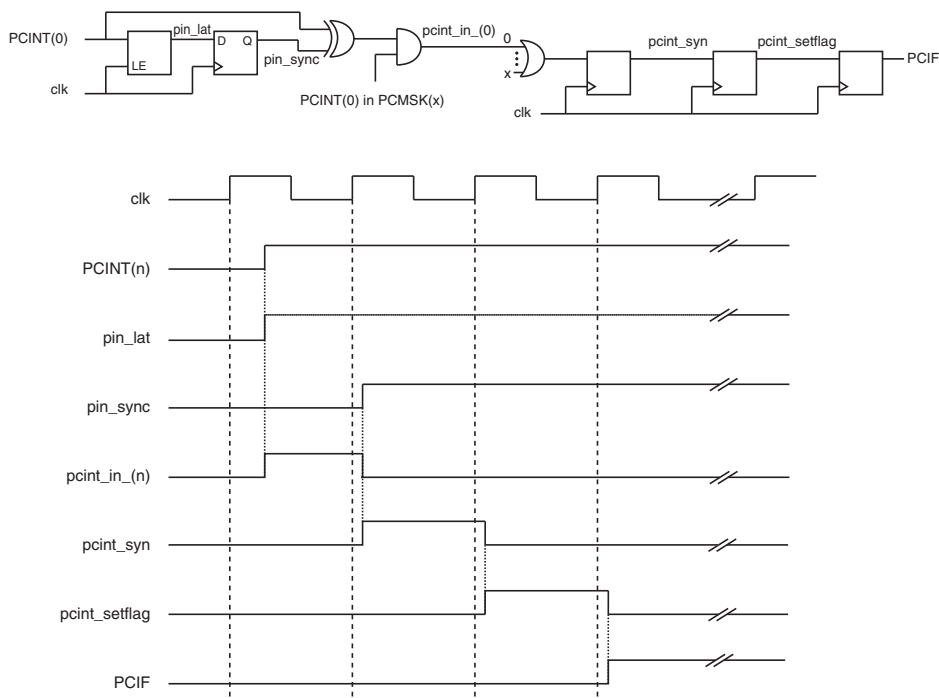 PCINT(0)
pin_lat
LE
D Q
clk
pin_sync
PCINT(0) in PCMSK(x)
pcint_in_(0)
0
x
clk
pcint_syn
pcint_setflag
PCIF
clk
PCINT(n)
pin_lat
pin_sync
pcint_in_(n)
pcint_syn
pcint_setflag
PCIF